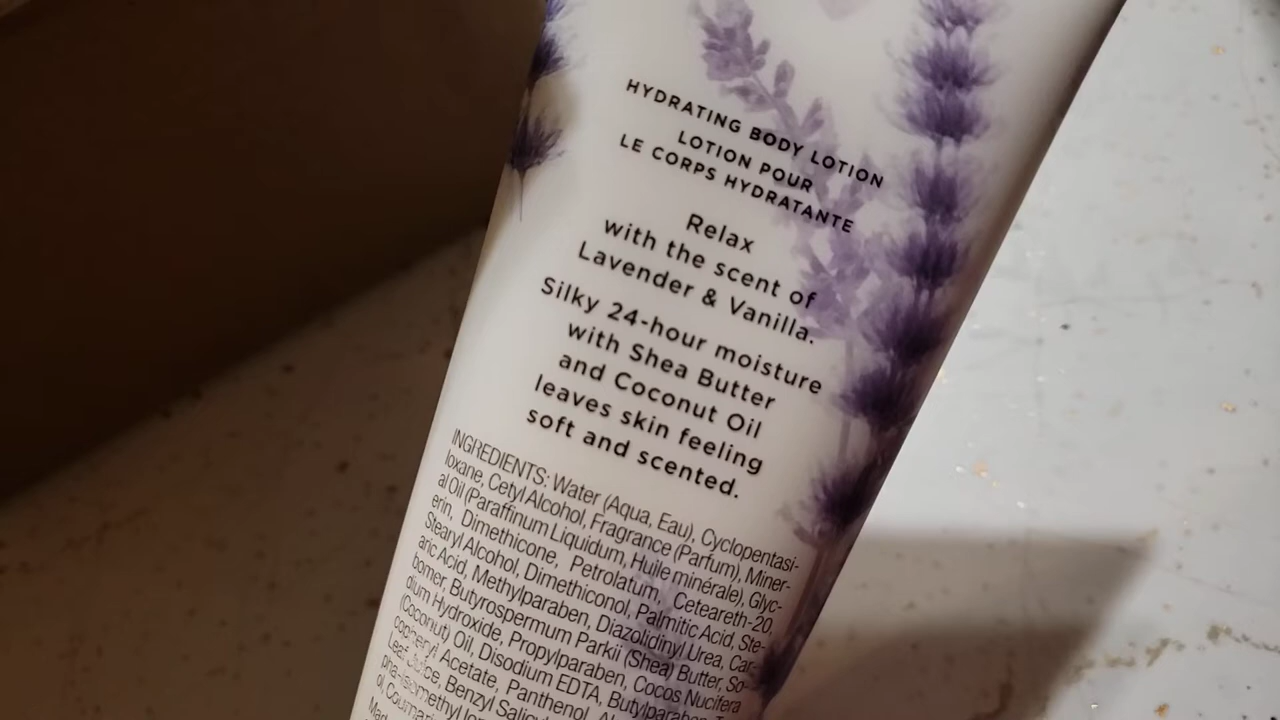 HYDRATING BODY LOTION
LOTION POUR
LE CORPS HYDRATANTE
Relax
with the scent of
Lavender & Vanilla.
Silky 24-hour moisture
with Shea Butter
and Coconut Oil
leaves skin feeling
soft and scented.
INGREDIENTS: Water (Aqua, Eau), Cyclopentasi-
loxane, Cetyl Alcohol, Fragrance (Parfum), Miner-
al Oil (Paraffinum Liquidum, Huile minérale), Glyc-
erin, Dimethicone, Petrolatum, Ceteareth-20,
Stearyl Alcohol, Dimethiconol, Palmitic Acid, Ste-
aric Acid, Methylparaben, Diazolidinyl Urea, Car-
bomer, Butyrospermum Parkii (Shea) Butter, So-
dium Hydroxide, Propylparaben, Cocos Nucifera
(Coconut) Oil, Disodium EDTA, Butylparaben,
copheryl Acetate, Panthenol,
Leaf Juice, Benzyl